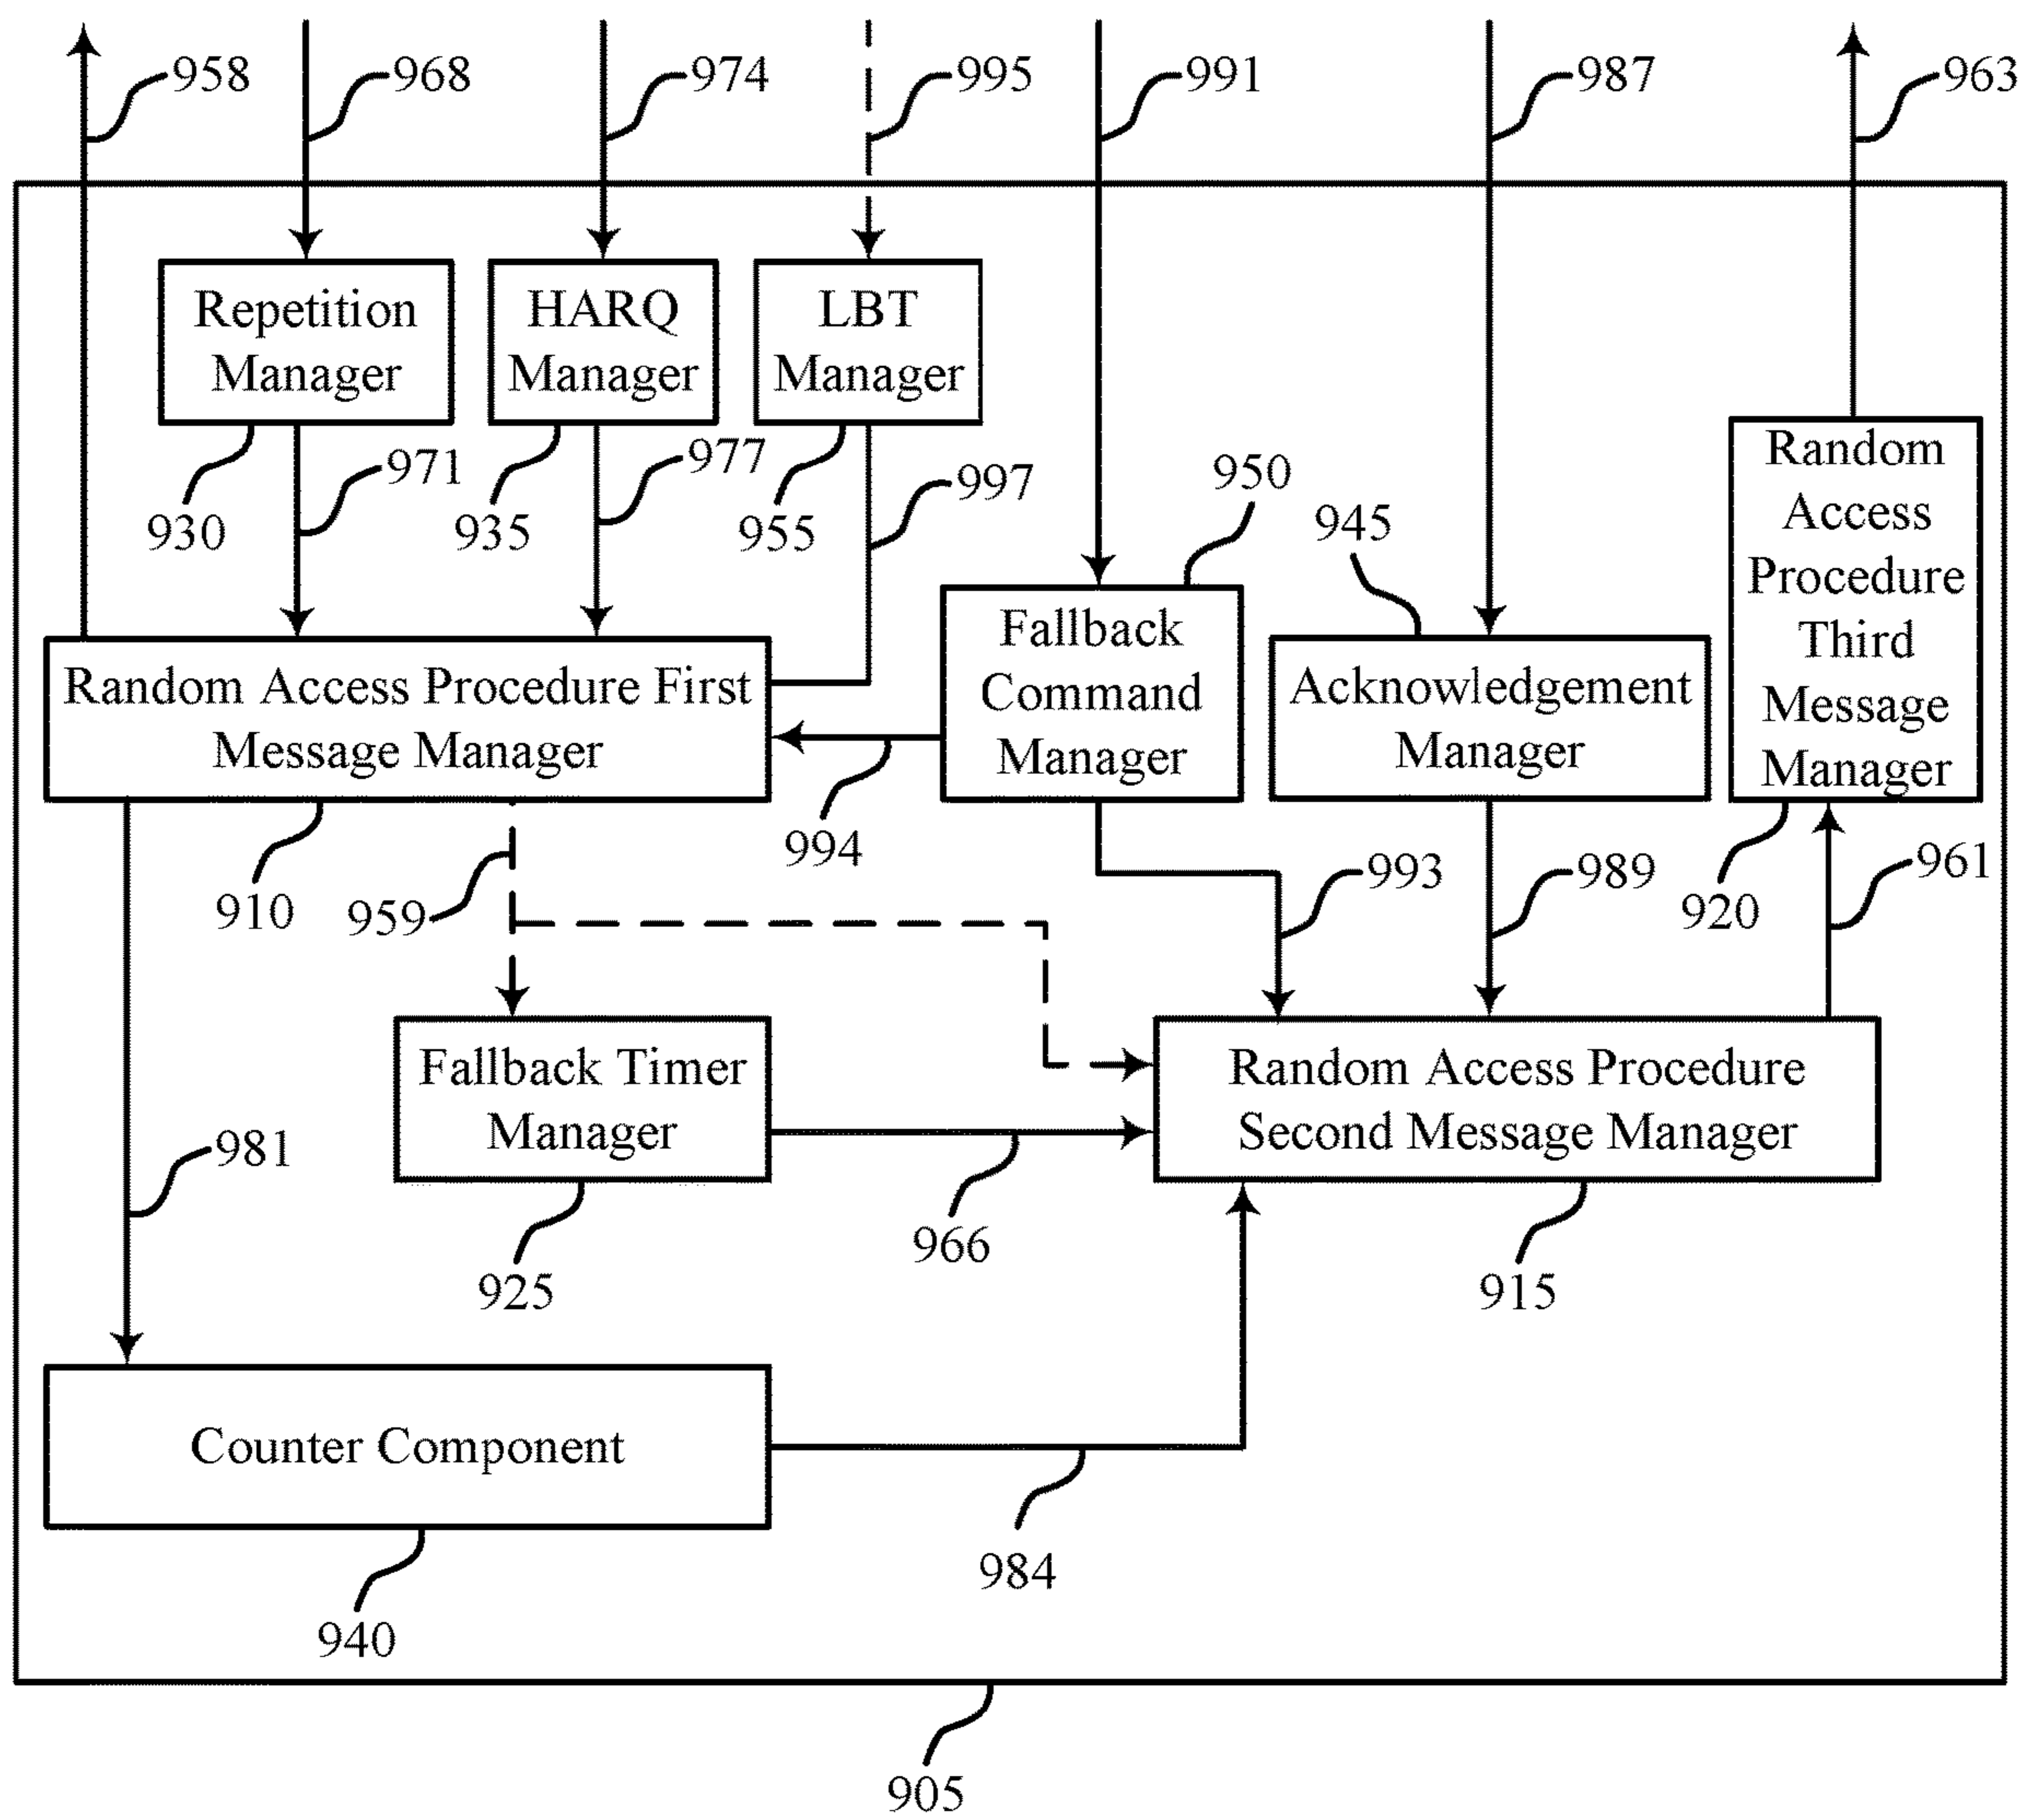 958
968
974
995
991
987
963
Repetition
Manager
HARQ
Manager
LBT
Manager
930
971
935
977
955
997
950
945
Random
Access
Procedure
Third
Message
Manager
Random Access Procedure First
Message Manager
Fallback
Command
Manager
Acknowledgement
Manager
910
959
994
993
989
920
961
Fallback Timer
Manager
Random Access Procedure
Second Message Manager
981
925
966
915
Counter Component
984
940
905